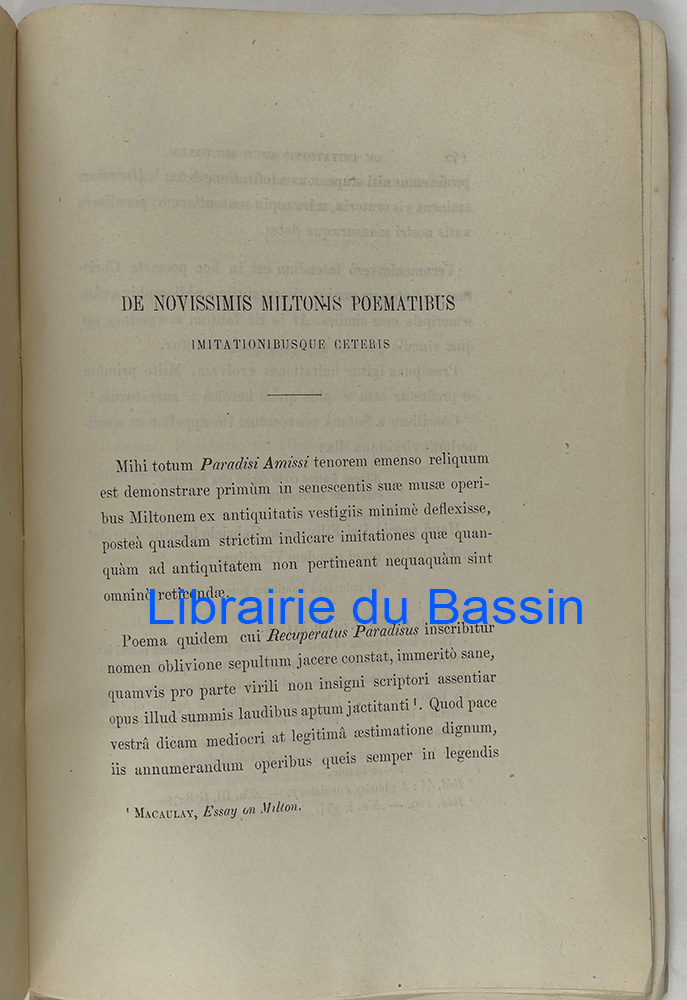 DE NOVISSIMIS MILTONIS POEMATIBUS
IMITATIONIBUSQUE CETERIS
Mihi totum Paradisi Amissi tenorem emenso reliquum
est demonstrare primùm in senescentis suæ musæ operi-
bus Miltonem ex antiquitatis vestigiis minimè deflexisse,
posteà quasdam strictim indicare imitationes quæ quan-
quàm ad antiquitatem non pertineant nequaquàm sint
omninò reticendæ.
Librairie du Bassin
Poema quidem cui Recuperatus Paradisus inscribitur
nomen oblivione sepultum jacere constat, immeritò sane,
quamvis pro parte virili non insigni scriptori assentiar
opus illud summis laudibus aptum jactitanti ¹. Quod pace
vestrâ dicam mediocri at legitimâ æstimatione dignum,
iis annumerandum operibus queis semper in legendis
¹ MACAULAY, Essay on Milton.